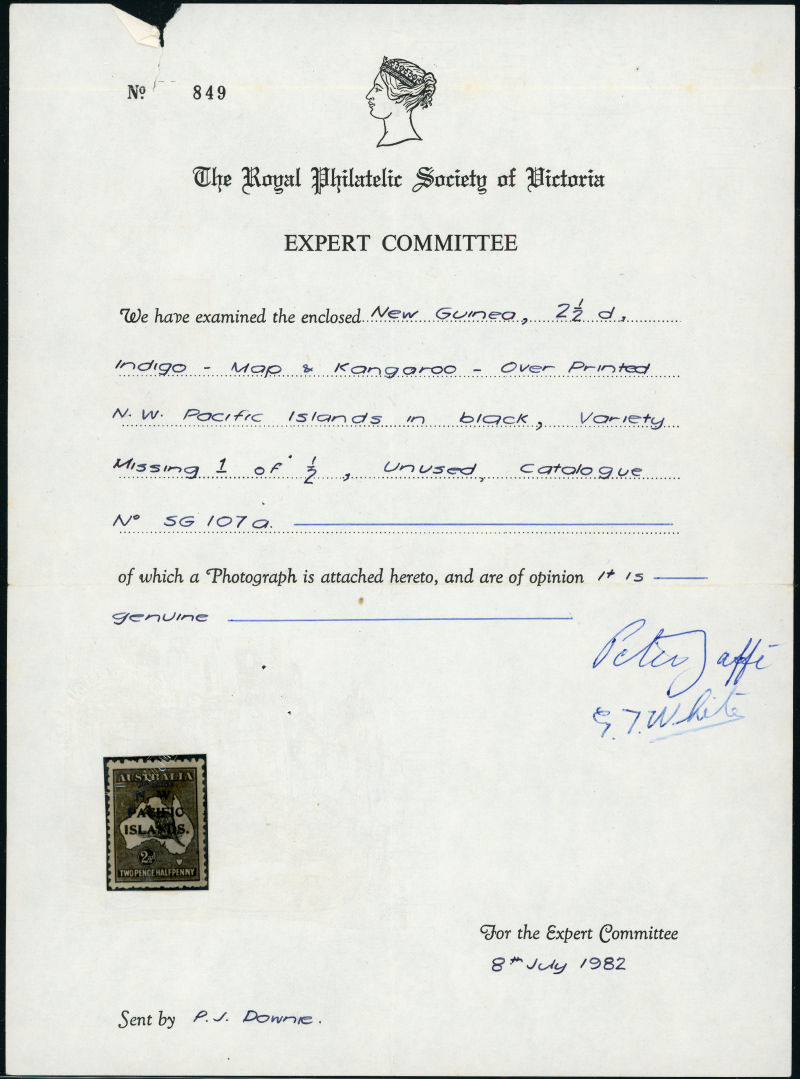 Nº 849
The Royal Philatelic Society of Victoria
EXPERT COMMITTEE
We have examined the enclosed New Guinea, 2½ d.
Indigo - Map & Kangaroo - Over Printed
N.W. Pacific Islands in black, Variety
Missing 1 of ½, Unused, Catalogue
Nº SG 107a.
of which a Photograph is attached hereto, and are of opinion it is
genuine
Peter Jaffé
G.T. White
AUSTRALIA
N. W.
PACIFIC
ISLANDS.
TWO PENCE HALFPENNY
For the Expert Committee
8th July 1982
Sent by P.J. Downie.